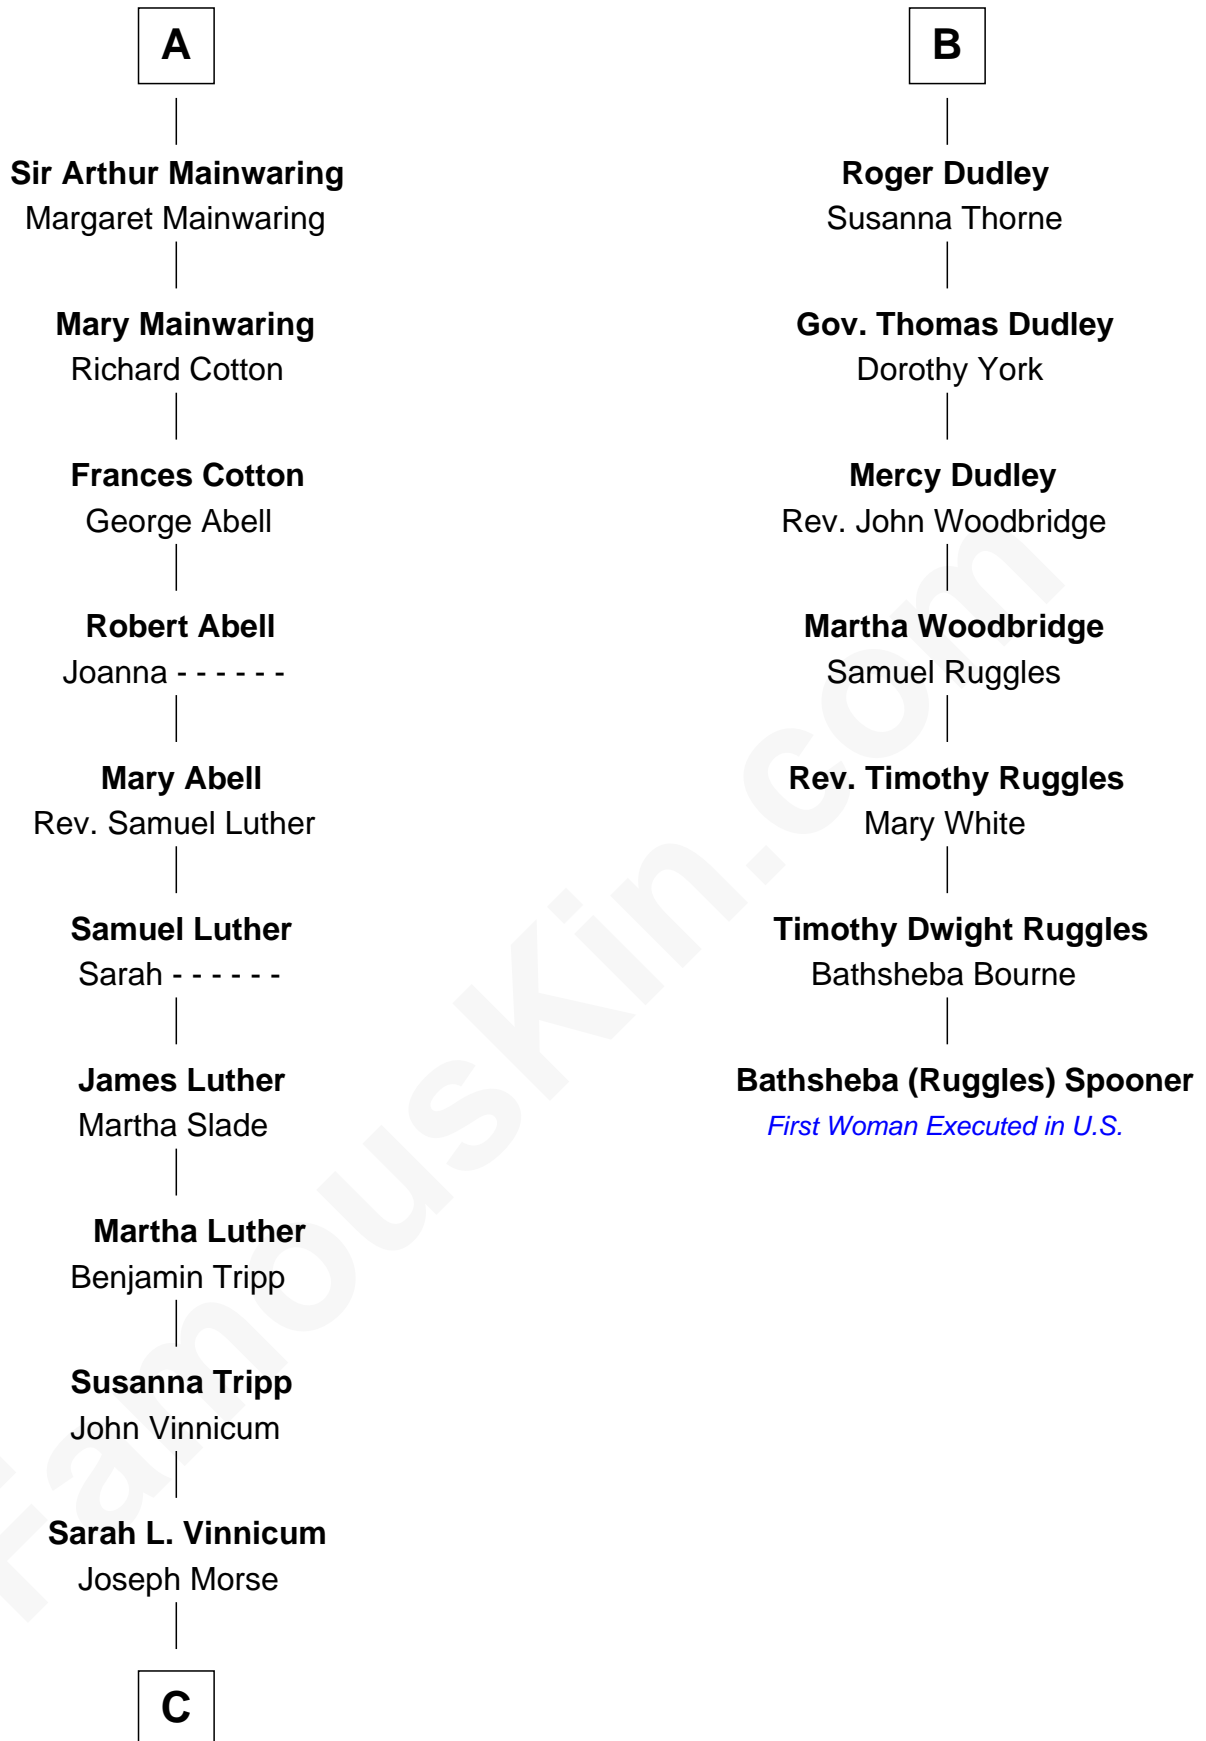 A
Sir Arthur Mainwaring
Margaret Mainwaring
Mary Mainwaring
Richard Cotton
Frances Cotton
George Abell
Robert Abell
Joanna - - - - - -
Mary Abell
Rev. Samuel Luther
Samuel Luther
Sarah - - - - - -
James Luther
Martha Slade
Martha Luther
Benjamin Tripp
Susanna Tripp
John Vinnicum
Sarah L. Vinnicum
Joseph Morse
C
B
Roger Dudley
Susanna Thorne
Gov. Thomas Dudley
Dorothy York
Mercy Dudley
Rev. John Woodbridge
Martha Woodbridge
Samuel Ruggles
Rev. Timothy Ruggles
Mary White
Timothy Dwight Ruggles
Bathsheba Bourne
Bathsheba (Ruggles) Spooner
First Woman Executed in U.S.
FamousKin.com